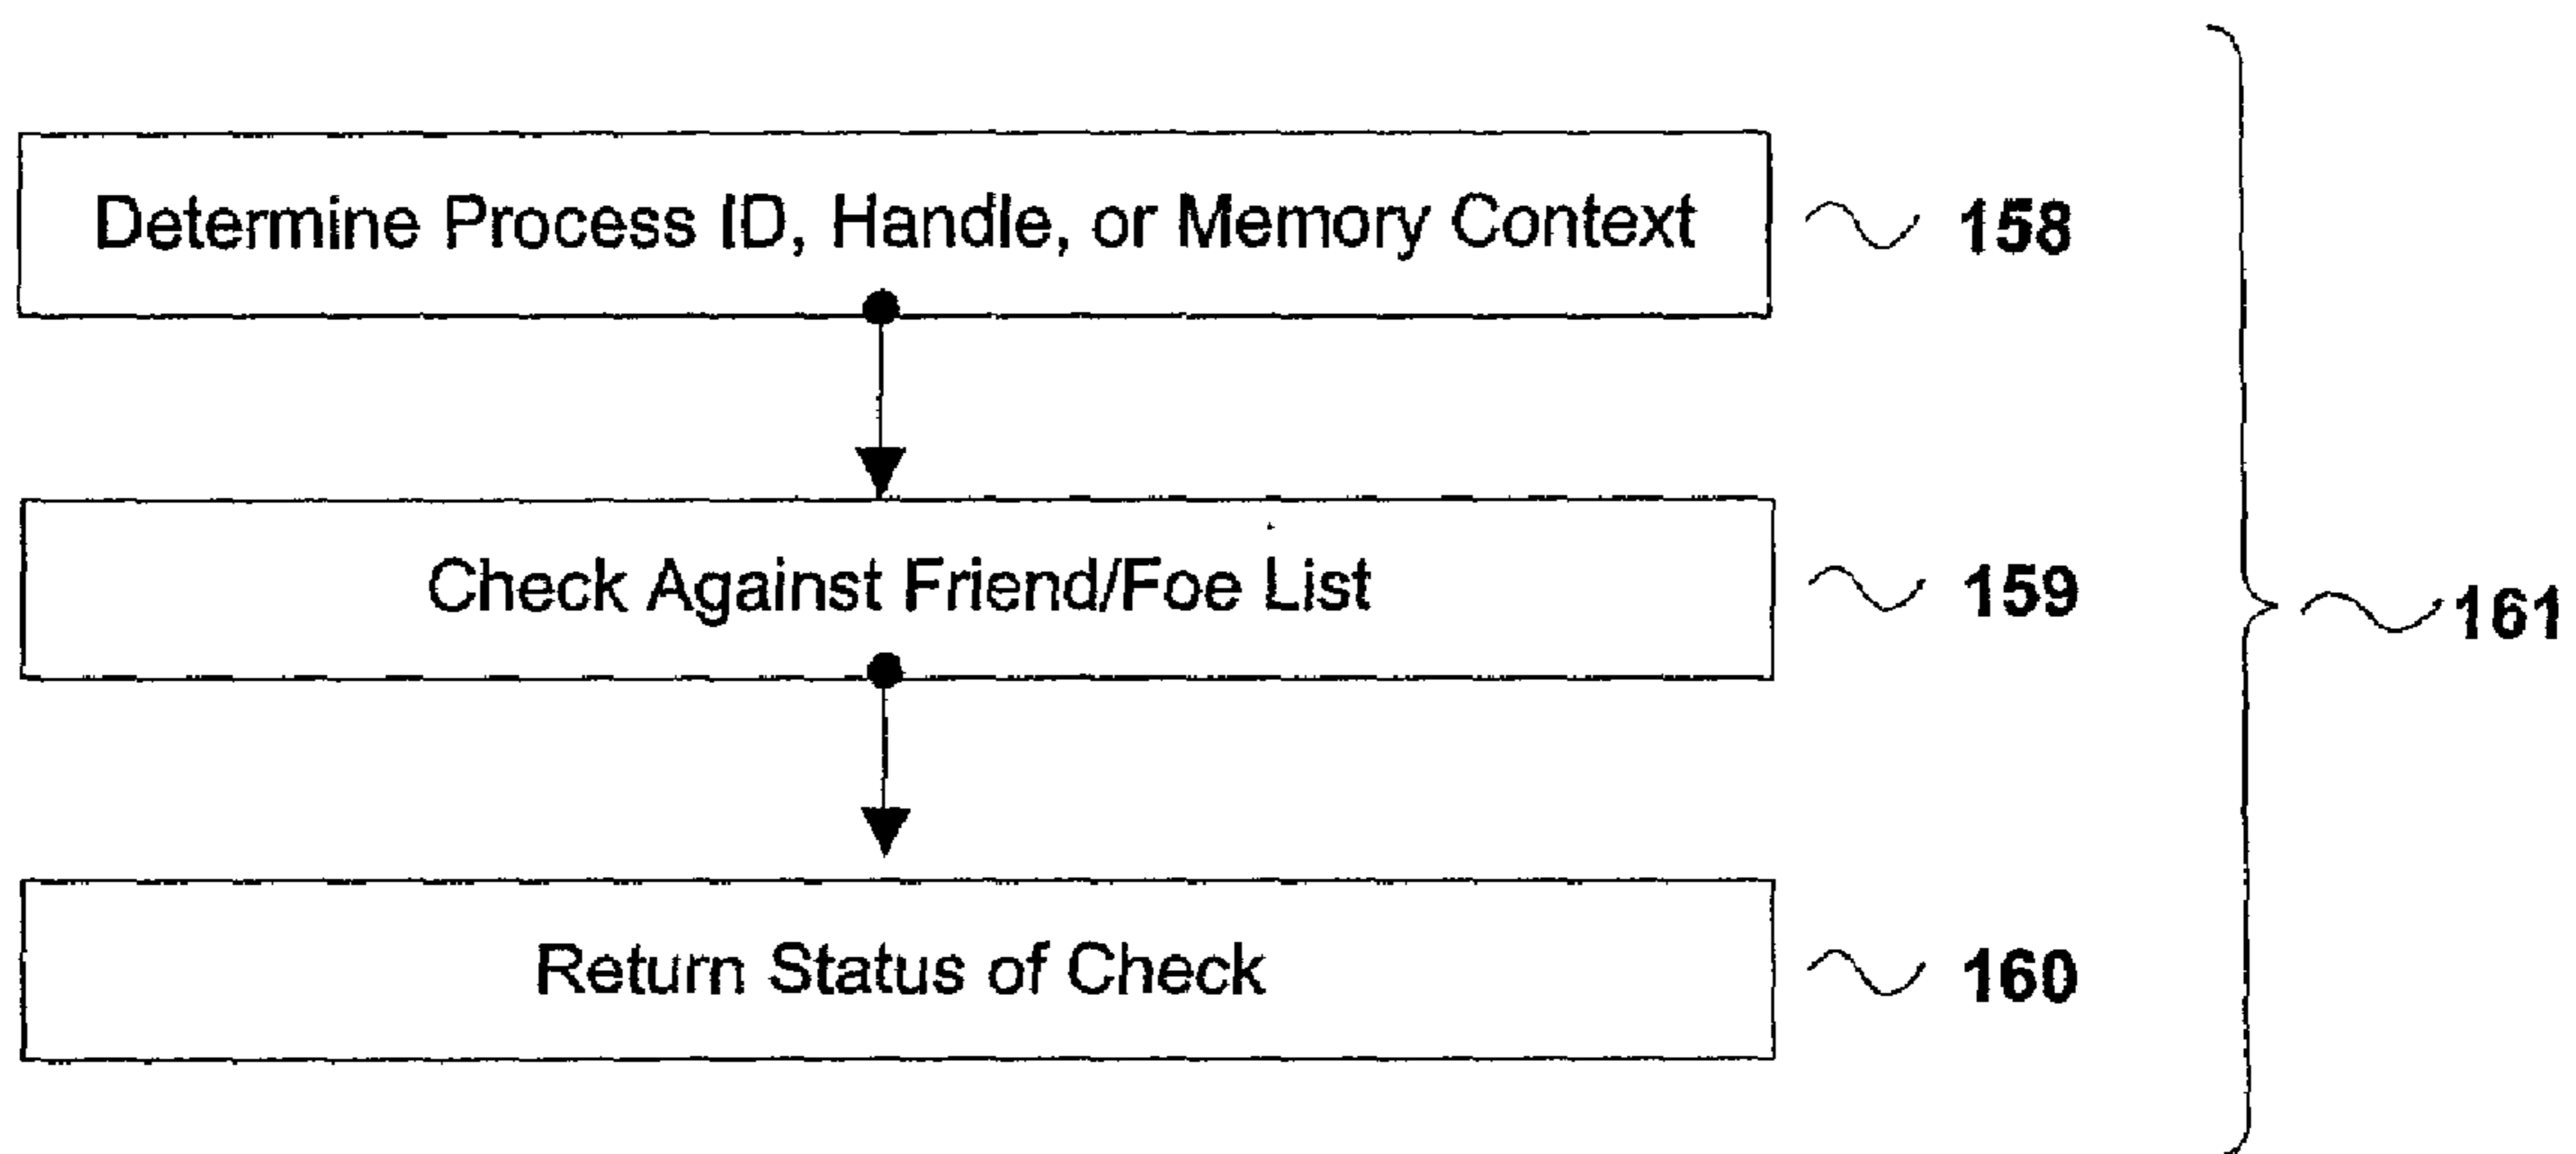 Determine Process ID, Handle, or Memory Context
158
Check Against Friend/Foe List
159
161
Return Status of Check
160